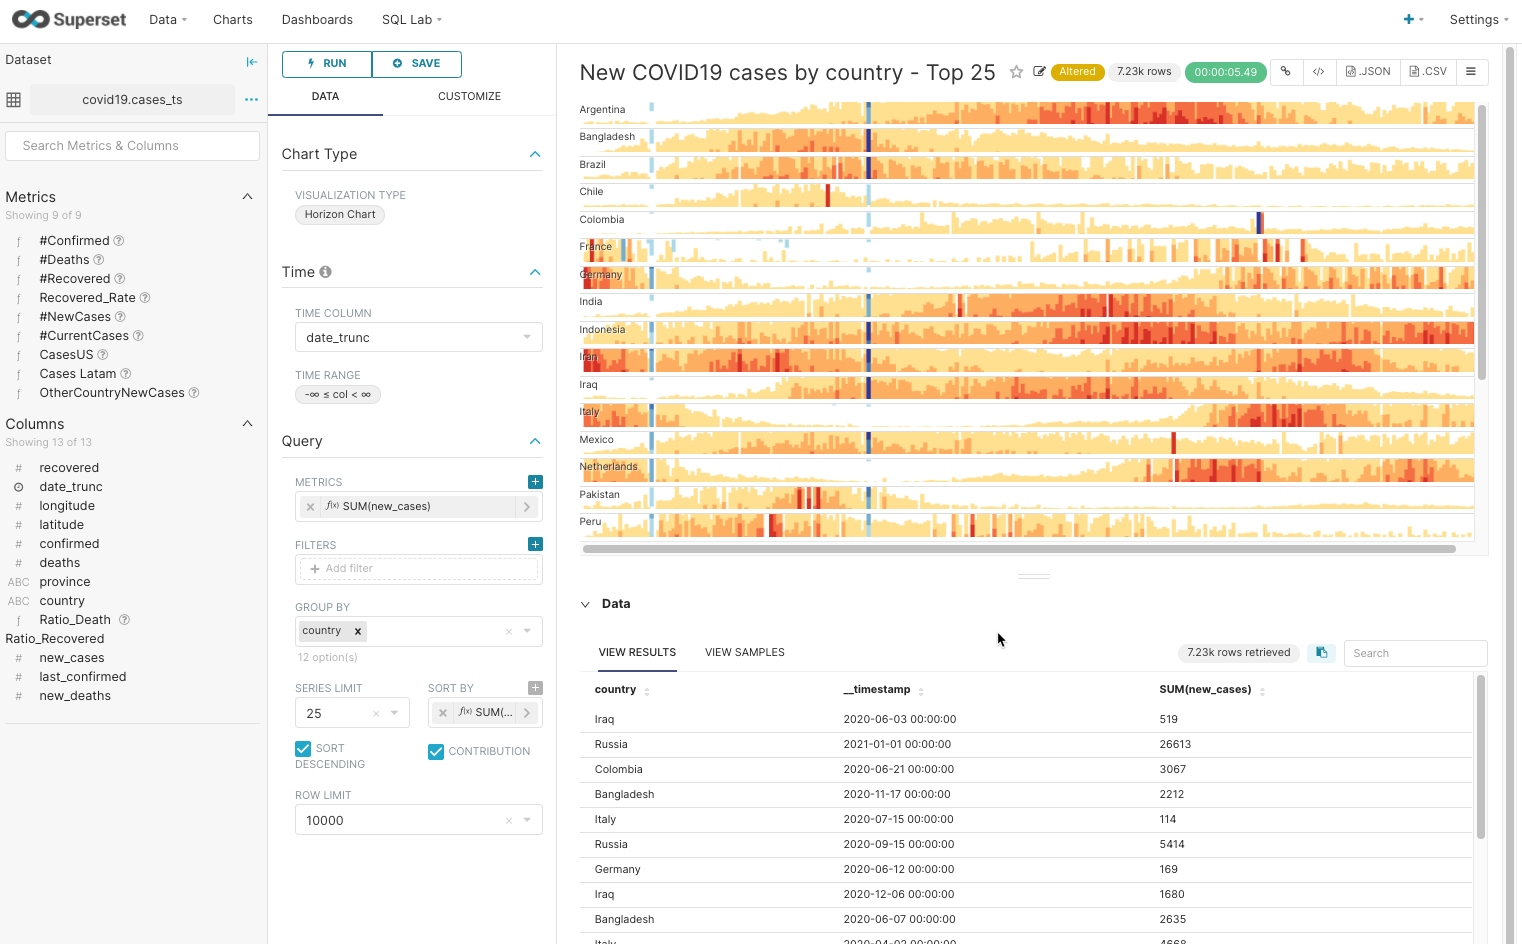 Superset
Data
Charts
Dashboards
SQL Lab
+
Settings
Dataset
covid19.cases_ts
Search Metrics & Columns
Metrics
Showing 9 of 9
ƒ #Confirmed
ƒ #Deaths
ƒ #Recovered
ƒ Recovered_Rate
ƒ #NewCases
ƒ #CurrentCases
ƒ CasesUS
ƒ Cases Latam
ƒ OtherCountryNewCases
Columns
Showing 13 of 13
# recovered
date_trunc
# longitude
# latitude
# confirmed
# deaths
ABC province
ABC country
ƒ Ratio_Death
Ratio_Recovered
# new_cases
# last_confirmed
# new_deaths
RUN
SAVE
DATA
CUSTOMIZE
Chart Type
VISUALIZATION TYPE
Horizon Chart
Time
TIME COLUMN
date_trunc
TIME RANGE
-∞ ≤ col < ∞
Query
METRICS
ƒ(x) SUM(new_cases)
FILTERS
+ Add filter
GROUP BY
country x
12 option(s)
SERIES LIMIT
25
SORT BY
ƒ(x) SUM(...
SORT DESCENDING
CONTRIBUTION
ROW LIMIT
10000
New COVID19 cases by country - Top 25
Altered
7.23k rows
00:00:05.49
</>
.JSON
.CSV
Argentina
Bangladesh
Brazil
Chile
Colombia
France
Germany
India
Indonesia
Iran
Iraq
Italy
Mexico
Netherlands
Pakistan
Peru
Data
VIEW RESULTS
VIEW SAMPLES
7.23k rows retrieved
Search
country __timestamp SUM(new_cases)
Iraq 2020-06-03 00:00:00 519
Russia 2021-01-01 00:00:00 26613
Colombia 2020-06-21 00:00:00 3067
Bangladesh 2020-11-17 00:00:00 2212
Italy 2020-07-15 00:00:00 114
Russia 2020-09-15 00:00:00 5414
Germany 2020-06-12 00:00:00 169
Iraq 2020-12-06 00:00:00 1680
Bangladesh 2020-06-07 00:00:00 2635
Italy 2020-04-02 00:00:00 4668